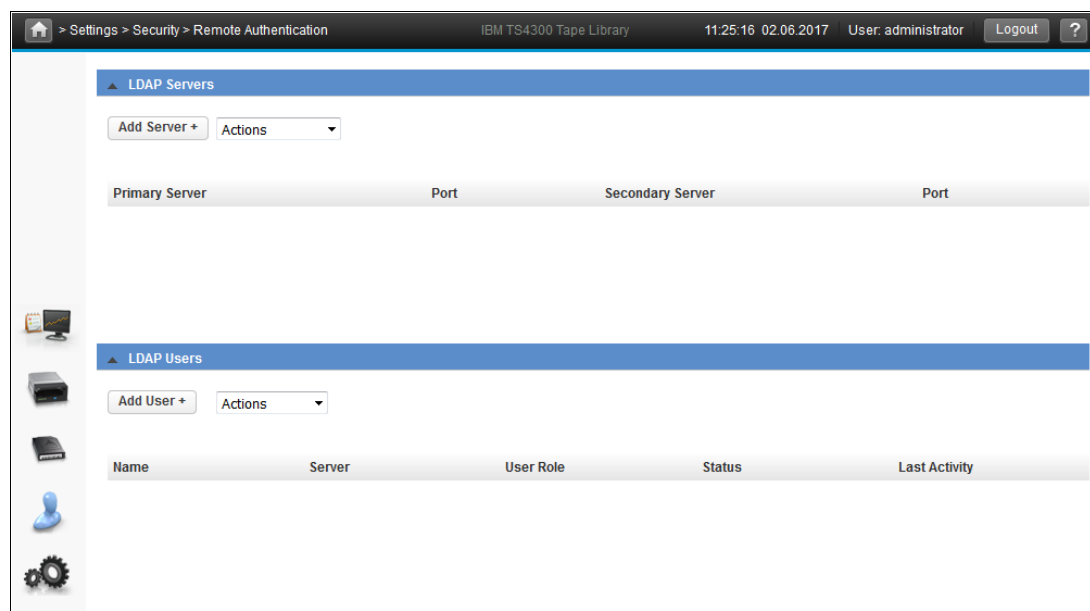 > Settings > Security > Remote Authentication IBM TS4300 Tape Library 11:25:16 02.06.2017 User: administrator Logout ?
LDAP Servers
Add Server + Actions
Primary Server Port Secondary Server Port
LDAP Users
Add User + Actions
Name Server User Role Status Last Activity